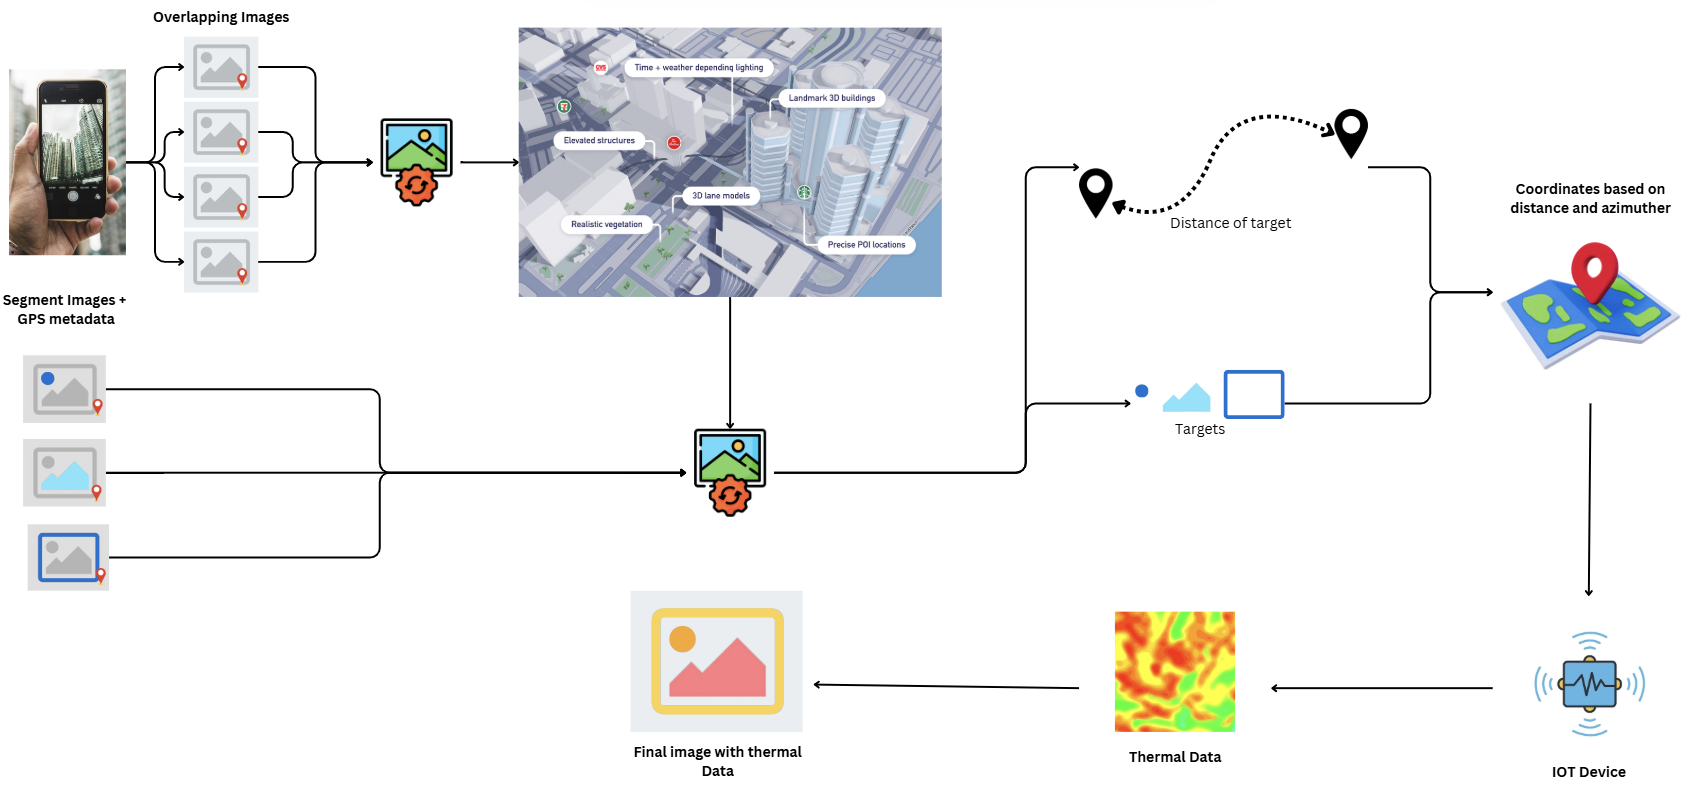 Overlapping Images
Time + weather depending lighting
Landmark 3D buildings
Elevated structures
3D lane models
Realistic vegetation
Precise POI locations
Segment Images +
GPS metadata
Distance of target
Targets
Coordinates based on
distance and azimuther
Final image with thermal
Data
Thermal Data
IOT Device